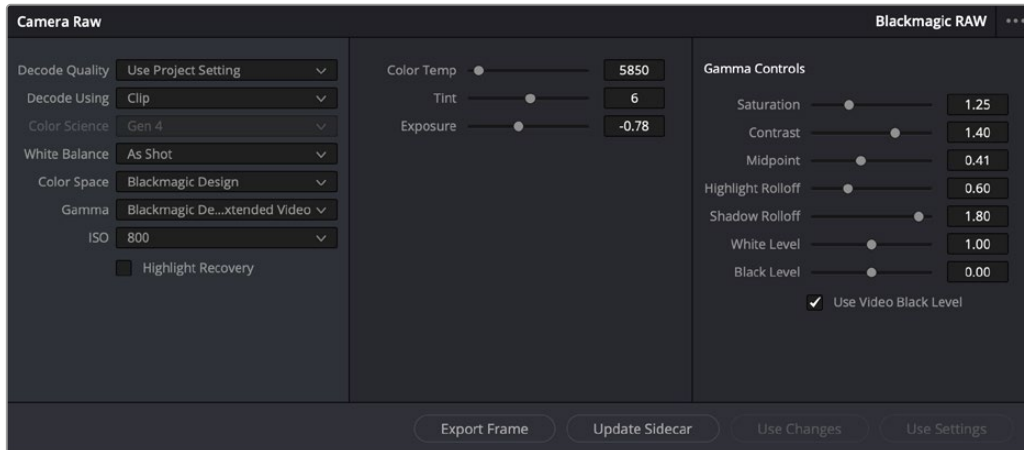 Camera Raw
Blackmagic RAW
Decode Quality Use Project Setting
Decode Using Clip
Color Science Gen 4
White Balance As Shot
Color Space Blackmagic Design
Gamma Blackmagic De...xtended Video
ISO 800
Highlight Recovery
Color Temp 5850
Tint 6
Exposure -0.78
Gamma Controls
Saturation 1.25
Contrast 1.40
Midpoint 0.41
Highlight Rolloff 0.60
Shadow Rolloff 1.80
White Level 1.00
Black Level 0.00
Use Video Black Level
Export Frame
Update Sidecar
Use Changes
Use Settings